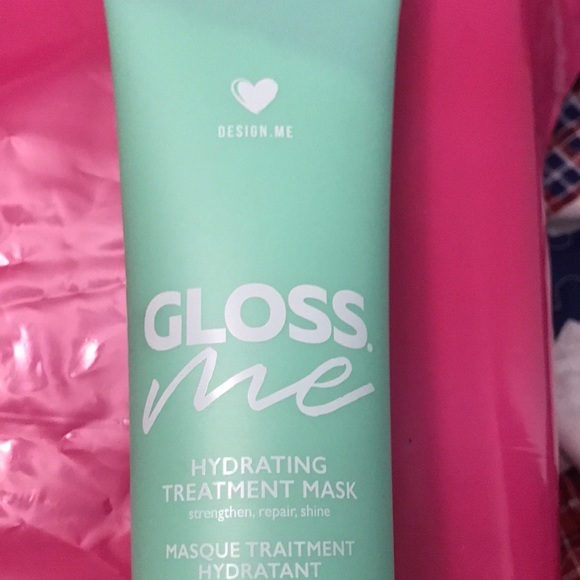 DESIGN.ME
GLOSS.
me
HYDRATING
TREATMENT MASK
strengthen, repair, shine
MASQUE TRAITMENT
HYDRATANT